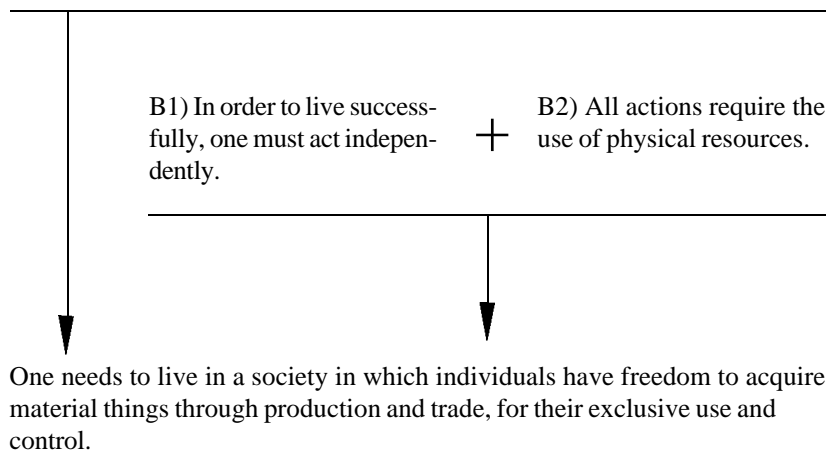 B1) In order to live success-
fully, one must act indepen-
dently.
+
B2) All actions require the
use of physical resources.
One needs to live in a society in which individuals have freedom to acquire
material things through production and trade, for their exclusive use and
control.